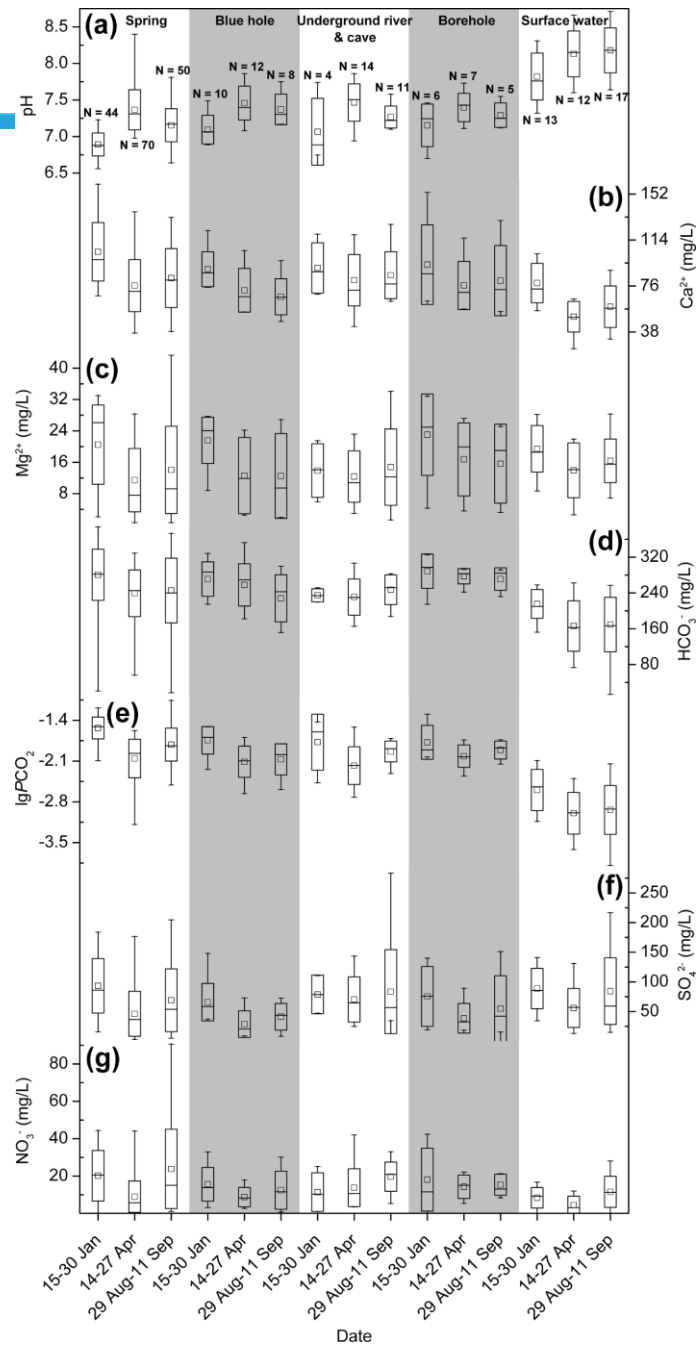 (a)
Spring
Blue hole
Underground river
& cave
Borehole
Surface water
8.5
8.0
7.5
7.0
6.5
pH
N = 44
N = 70
N = 50
N = 10
N = 12
N = 8
N = 4
N = 14
N = 11
N = 6
N = 7
N = 5
N = 13
N = 12
N = 17
(b)
152
114
76
38
Ca²⁺ (mg/L)
(c)
40
32
24
16
8
Mg²⁺ (mg/L)
(d)
320
240
160
80
HCO₃⁻ (mg/L)
(e)
-1.4
-2.1
-2.8
-3.5
lgPCO₂
(f)
250
200
150
100
50
SO₄²⁻ (mg/L)
(g)
80
60
40
20
NO₃⁻ (mg/L)
15-30 Jan
14-27 Apr
29 Aug-11 Sep
15-30 Jan
14-27 Apr
29 Aug-11 Sep
15-30 Jan
14-27 Apr
29 Aug-11 Sep
15-30 Jan
14-27 Apr
29 Aug-11 Sep
15-30 Jan
14-27 Apr
29 Aug-11 Sep
Date